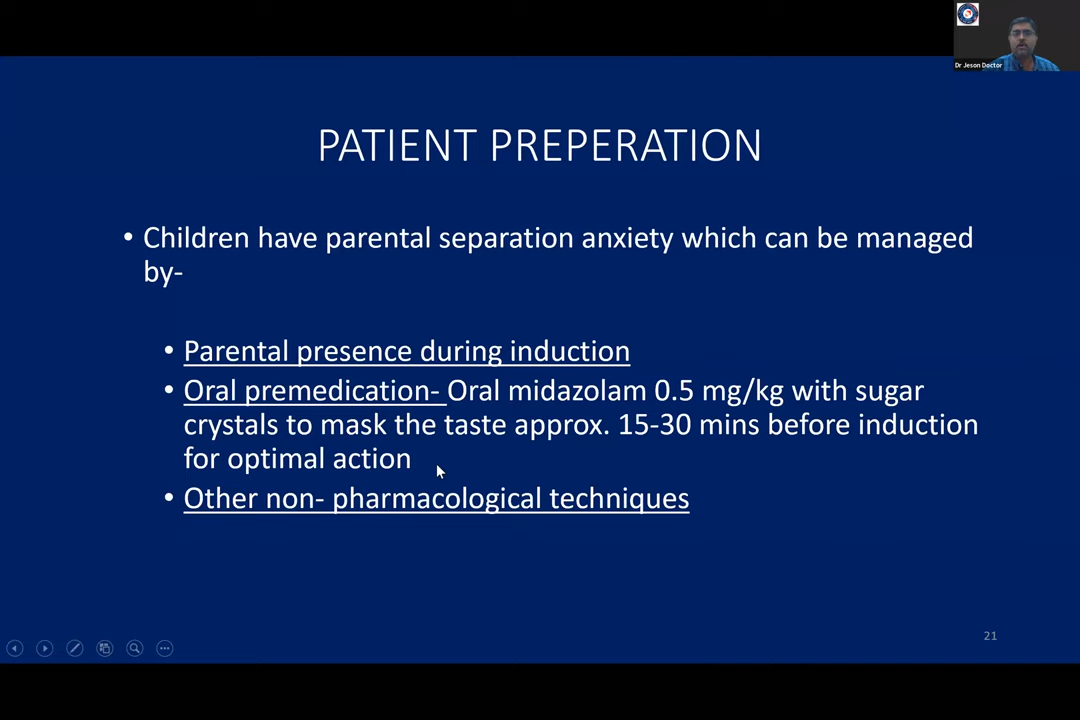 Dr Jeson Doctor
PATIENT PREPERATION
• Children have parental separation anxiety which can be managed
by-
• Parental presence during induction
• Oral premedication- Oral midazolam 0.5 mg/kg with sugar
crystals to mask the taste approx. 15-30 mins before induction
for optimal action
• Other non- pharmacological techniques
21